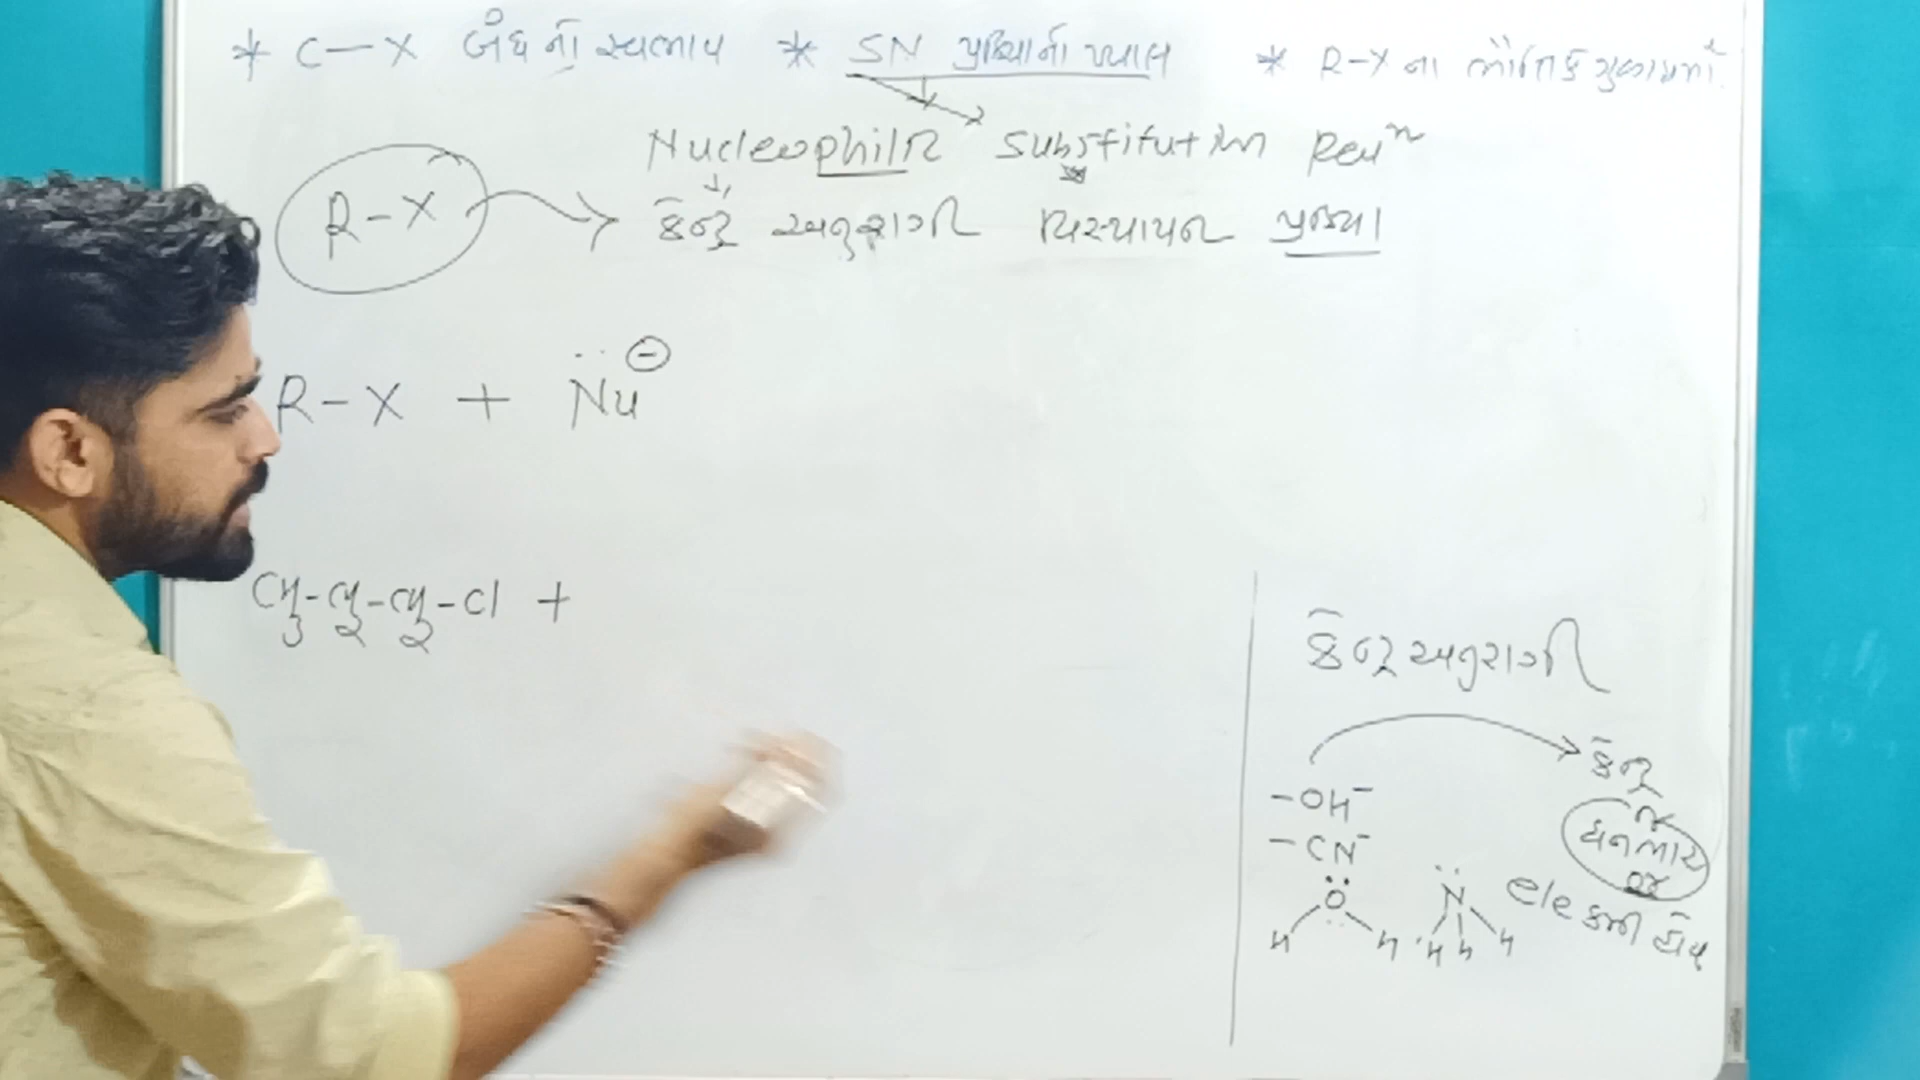 * C-X બંધનો સ્વભાવ * SN પ્રક્રિયાનો ખ્યાલ * R-X ના ભૌતિક ગુણધર્મો
Nucleophilic Substitution Reaⁿ
R-X
કેન્દ્ર અનુરાગી વિસ્થાપન પ્રક્રિયા
R-X + N̈u⊖
CH₃-CH₂-CH₂-Cl +
કેન્દ્ર અનુરાગી
કેન્દ્ર
-OH⁻
-CN⁻
ધનભાર
O N ele
H H H H H